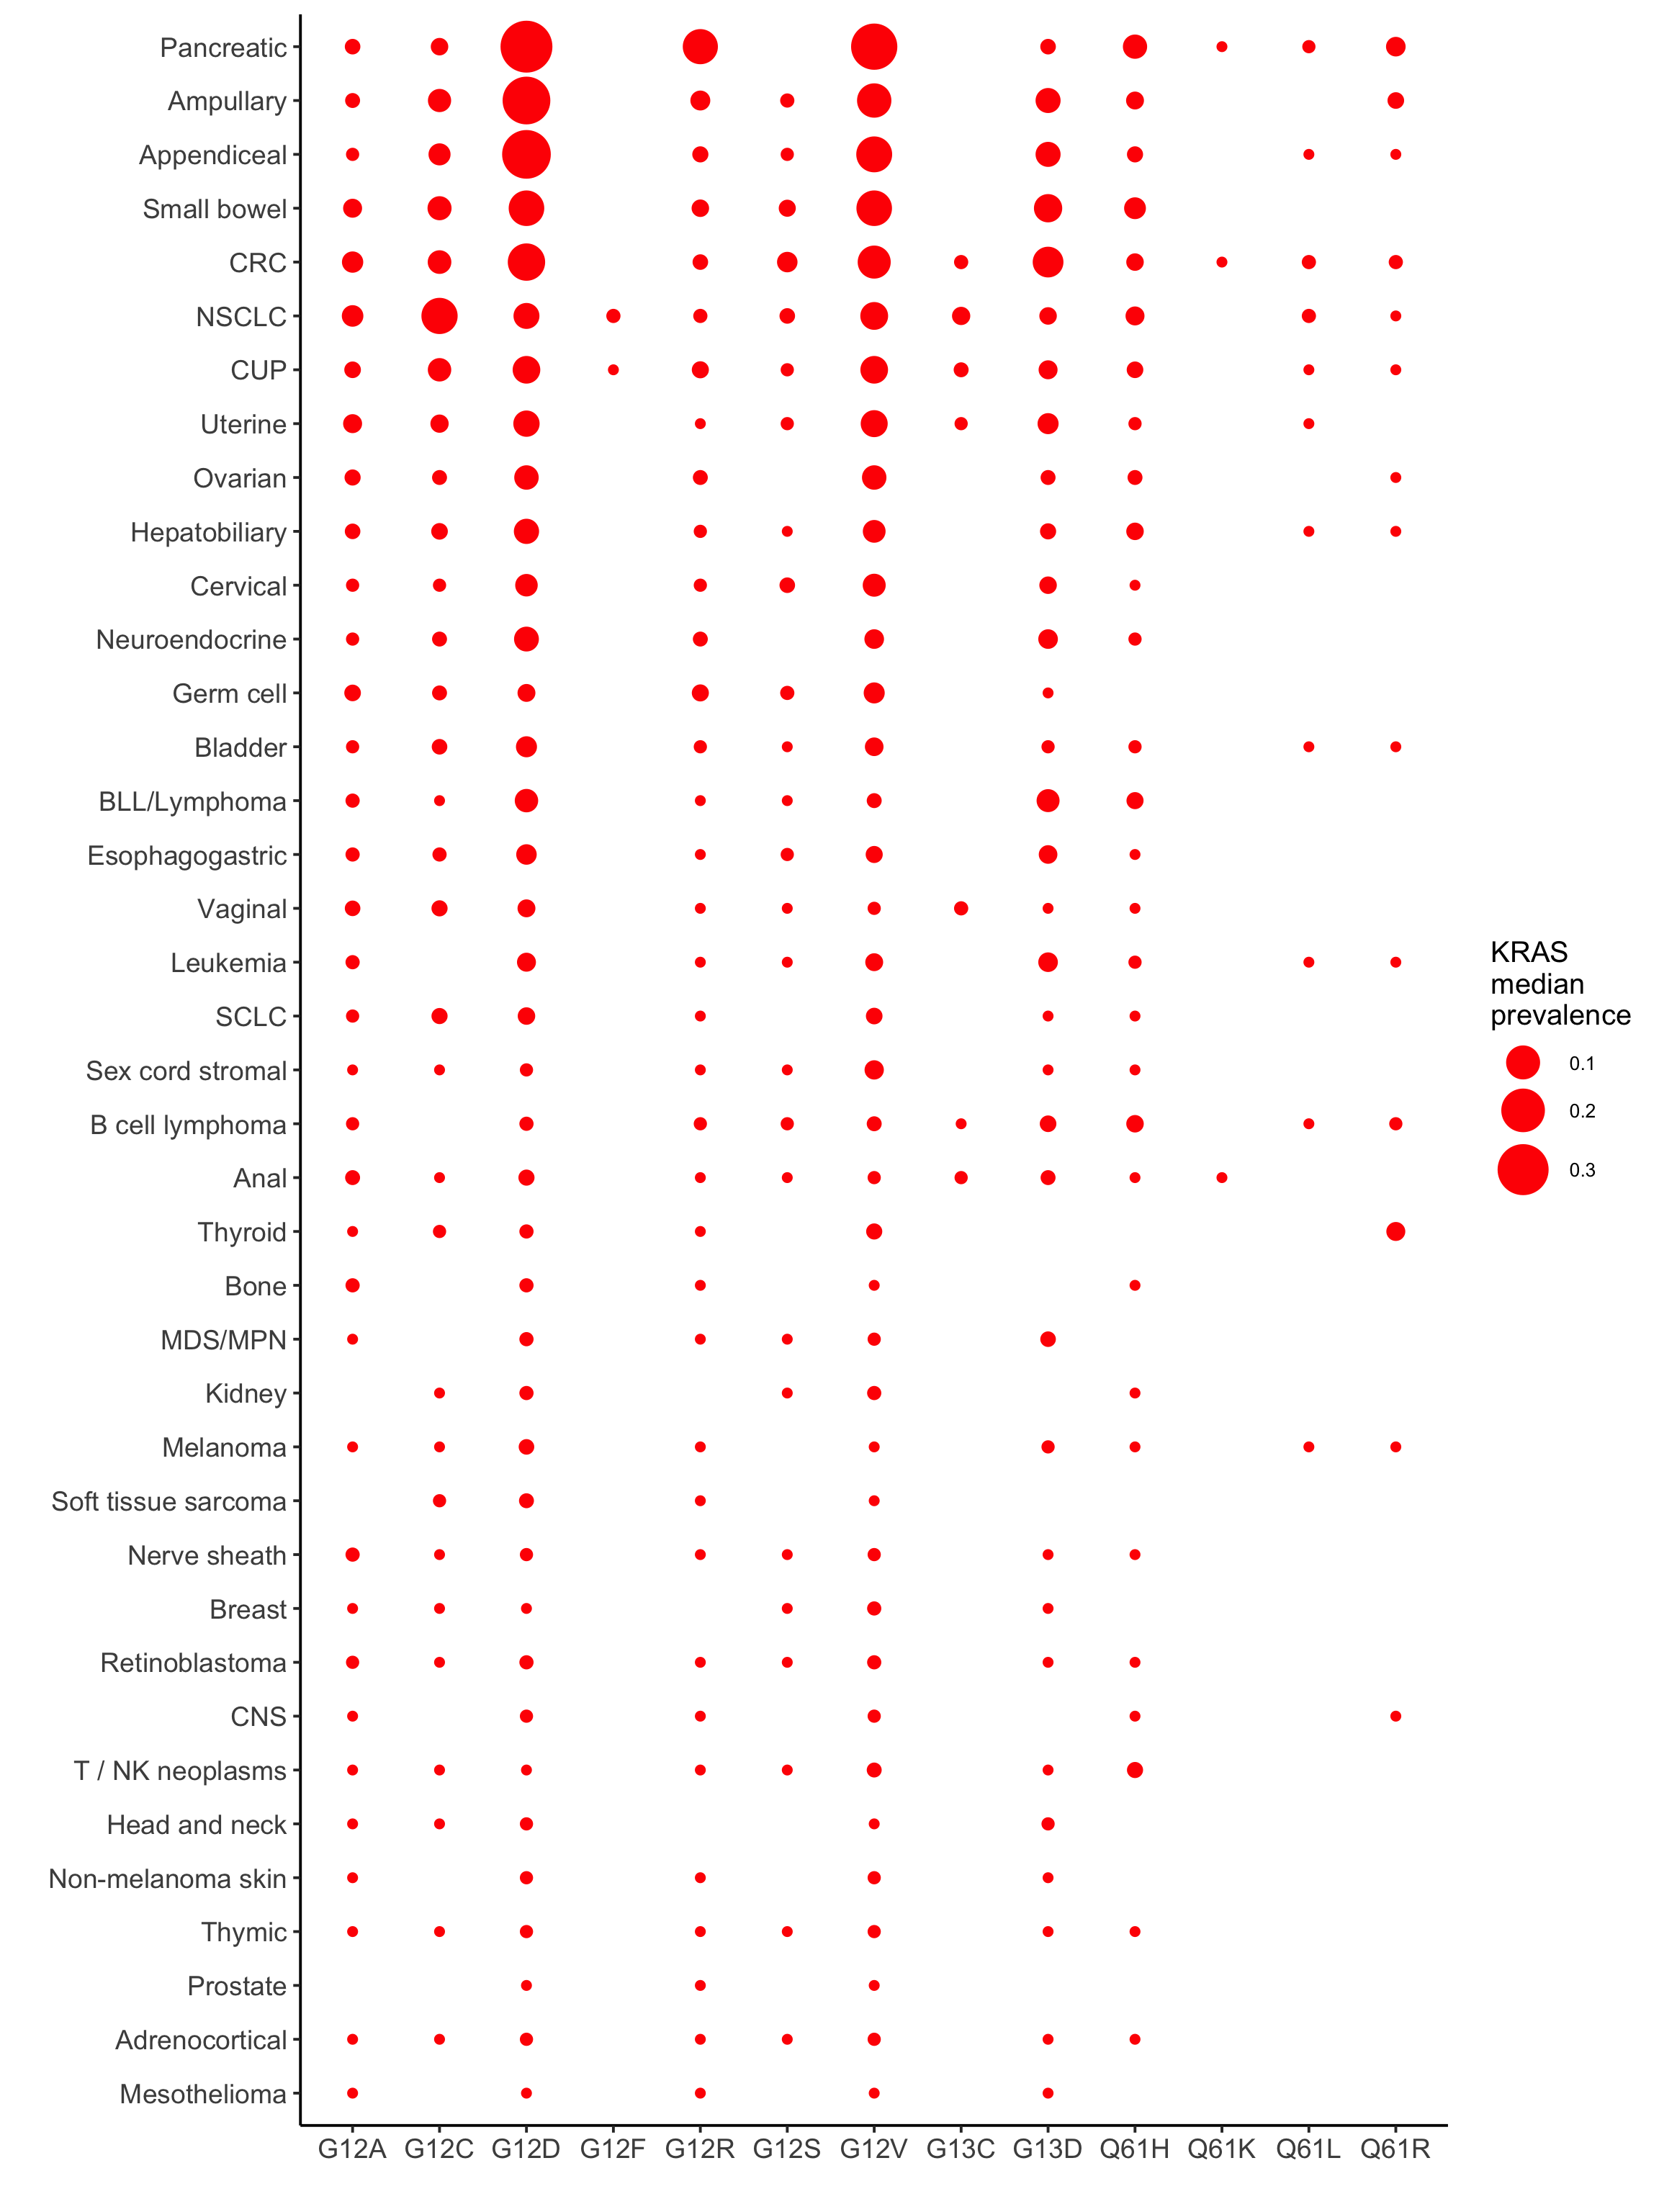 Pancreatic
Ampullary
Appendiceal
Small bowel
CRC
NSCLC
CUP
Uterine
Ovarian
Hepatobiliary
Cervical
Neuroendocrine
Germ cell
Bladder
BLL/Lymphoma
Esophagogastric
Vaginal
Leukemia
SCLC
Sex cord stromal
B cell lymphoma
Anal
Thyroid
Bone
MDS/MPN
Kidney
Melanoma
Soft tissue sarcoma
Nerve sheath
Breast
Retinoblastoma
CNS
T / NK neoplasms
Head and neck
Non-melanoma skin
Thymic
Prostate
Adrenocortical
Mesothelioma
G12A G12C G12D G12F G12R G12S G12V G13C G13D Q61H Q61K Q61L Q61R
KRAS
median
prevalence
0.1
0.2
0.3